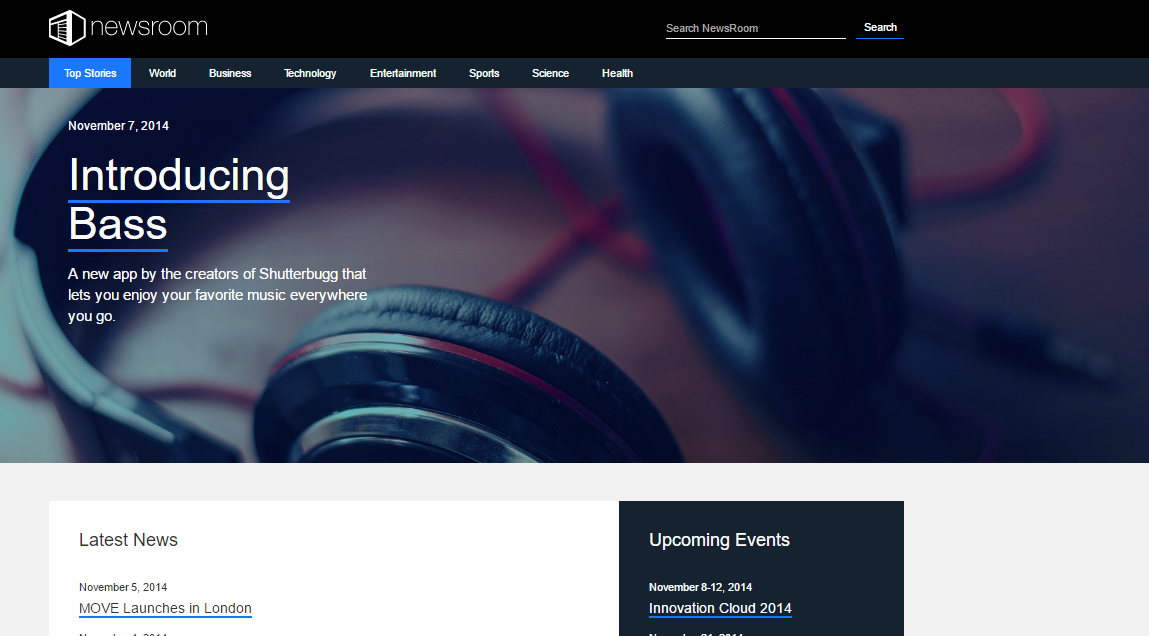 newsroom
Search NewsRoom
Search
Top Stories
World
Business
Technology
Entertainment
Sports
Science
Health
November 7, 2014
Introducing
Bass
A new app by the creators of Shutterbugg that
lets you enjoy your favorite music everywhere
you go.
Latest News
November 5, 2014
MOVE Launches in London
Upcoming Events
November 8-12, 2014
Innovation Cloud 2014